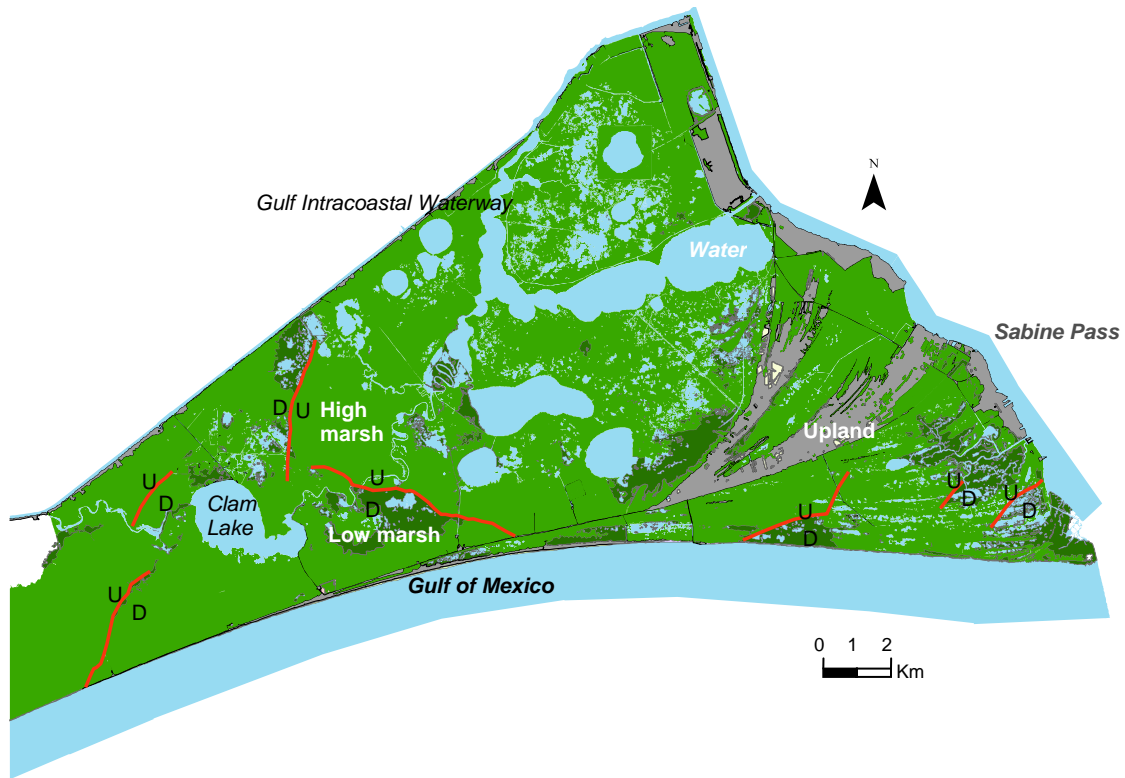 N
Gulf Intracoastal Waterway
Water
Sabine Pass
D U
High
marsh
Upland
U
D
U
D
Clam
Lake
Low marsh
U
D
U
D
U
D
U
D
Gulf of Mexico
0 1 2
Km